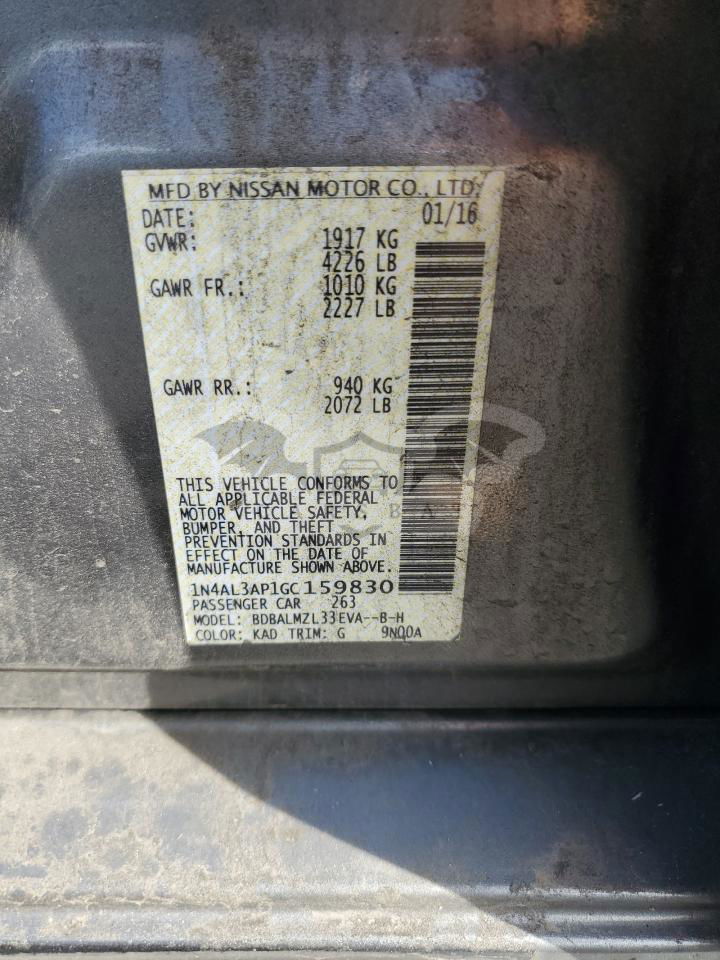 MFD BY NISSAN MOTOR CO., LTD.
DATE: 01/16
GVWR: 1917 KG
4226 LB
GAWR FR.: 1010 KG
2227 LB
GAWR RR.: 940 KG
2072 LB
THIS VEHICLE CONFORMS TO
ALL APPLICABLE FEDERAL
MOTOR VEHICLE SAFETY,
BUMPER, AND THEFT
PREVENTION STANDARDS IN
EFFECT ON THE DATE OF
MANUFACTURE SHOWN ABOVE.
1N4AL3AP1GC159830
PASSENGER CAR 263
MODEL: BDBALMZL33EVA--B-H
COLOR: KAD TRIM: G 9N00A